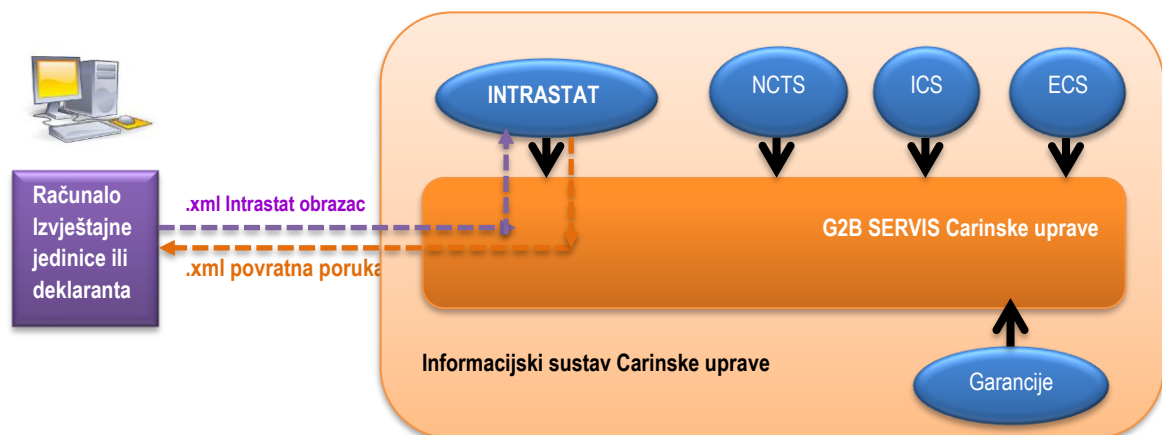 INTRASTAT
NCTS
ICS
ECS
Računalo
Izvještajne
jedinice ili
deklaranta
.xml Intrastat obrazac
.xml povratna poruka
G2B SERVIS Carinske uprave
Informacijski sustav Carinske uprave
Garancije